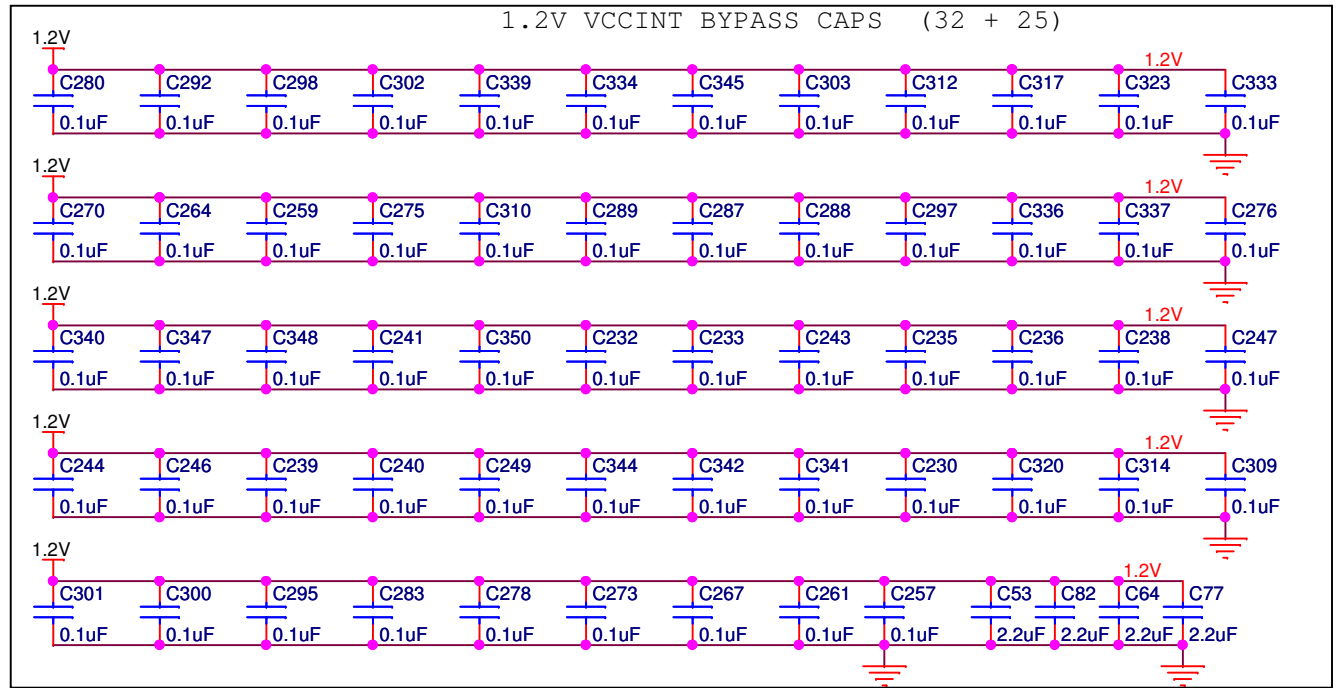 1.2V VCCINT BYPASS CAPS (32 + 25)
1.2V
1.2V
C280 C292 C298 C302 C339 C334 C345 C303 C312 C317 C323 C333
0.1uF 0.1uF 0.1uF 0.1uF 0.1uF 0.1uF 0.1uF 0.1uF 0.1uF 0.1uF 0.1uF 0.1uF
1.2V
1.2V
C270 C264 C259 C275 C310 C289 C287 C288 C297 C336 C337 C276
0.1uF 0.1uF 0.1uF 0.1uF 0.1uF 0.1uF 0.1uF 0.1uF 0.1uF 0.1uF 0.1uF 0.1uF
1.2V
1.2V
C340 C347 C348 C241 C350 C232 C233 C243 C235 C236 C238 C247
0.1uF 0.1uF 0.1uF 0.1uF 0.1uF 0.1uF 0.1uF 0.1uF 0.1uF 0.1uF 0.1uF 0.1uF
1.2V
1.2V
C244 C246 C239 C240 C249 C344 C342 C341 C230 C320 C314 C309
0.1uF 0.1uF 0.1uF 0.1uF 0.1uF 0.1uF 0.1uF 0.1uF 0.1uF 0.1uF 0.1uF 0.1uF
1.2V
1.2V
C301 C300 C295 C283 C278 C273 C267 C261 C257 C53 C82 C64 C77
0.1uF 0.1uF 0.1uF 0.1uF 0.1uF 0.1uF 0.1uF 0.1uF 0.1uF 2.2uF 2.2uF 2.2uF 2.2uF